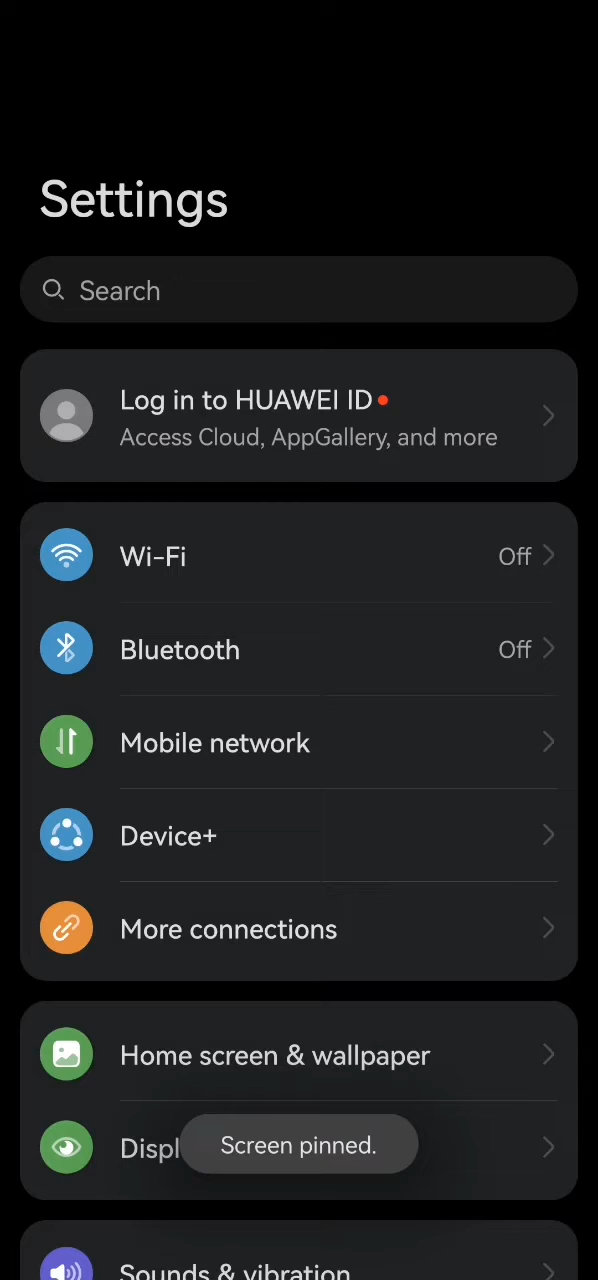 Settings
Search
Log in to HUAWEI ID
Access Cloud, AppGallery, and more
Wi-Fi Off
Bluetooth Off
Mobile network
Device+
More connections
Home screen & wallpaper
Displ
Screen pinned.
Sounds & vibration